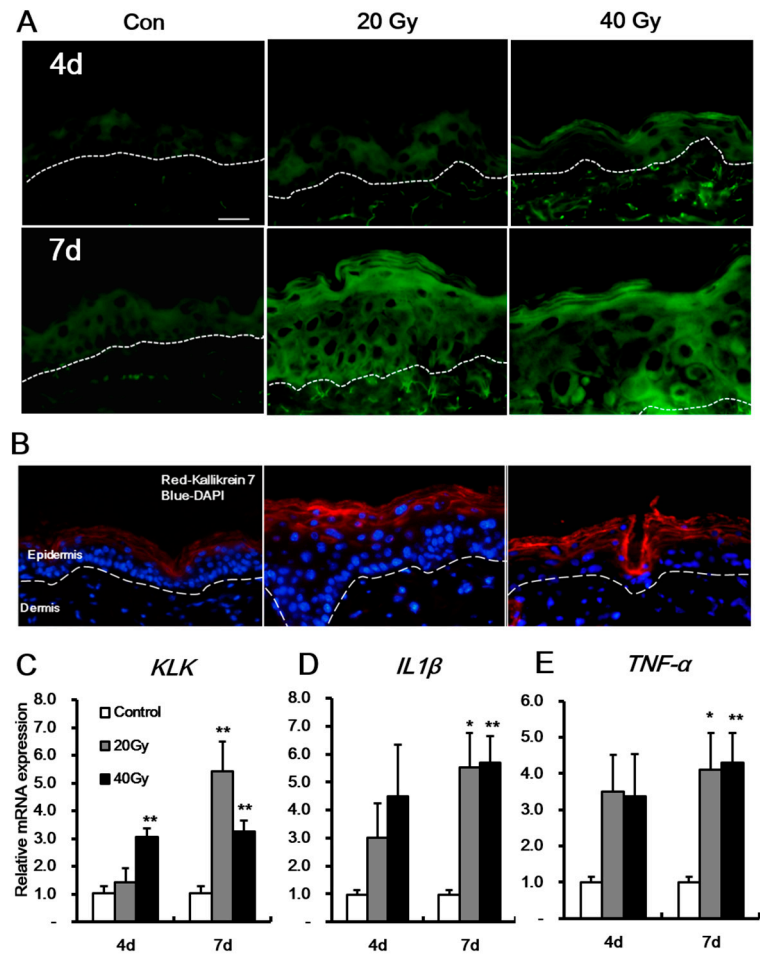 A
Con
20 Gy
40 Gy
4d
7d
B
Red-Kallikrein 7
Blue-DAPI
Epidermis
Dermis
C
KLK
D
IL1β
E
TNF-α
Relative mRNA expression
8.0
7.0
6.0
5.0
4.0
3.0
2.0
1.0
-
Control
20Gy
40Gy
**
**
**
4d
7d
8.0
7.0
6.0
5.0
4.0
3.0
2.0
1.0
-
*
**
4d
7d
6.0
5.0
4.0
3.0
2.0
1.0
-
*
**
4d
7d